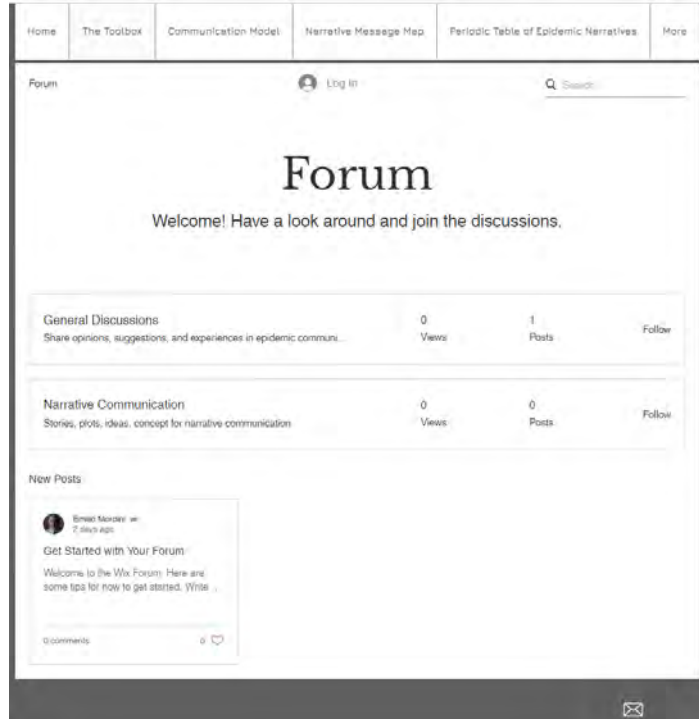 Home The Toolbox Communication Model Narrative Message Map Periodic Table of Epidemic Narratives More
Forum Log In Search
Forum
Welcome! Have a look around and join the discussions.
General Discussions 0 1 Follow
Share opinions, suggestions, and experiences in epidemic communi... Views Posts
Narrative Communication 0 0 Follow
Stories, plots, ideas, concept for narrative communication Views Posts
New Posts
2 days ago
Get Started with Your Forum
Welcome to the Wix Forum. Here are
some tips for how to get started. Write ...
0 comments 0